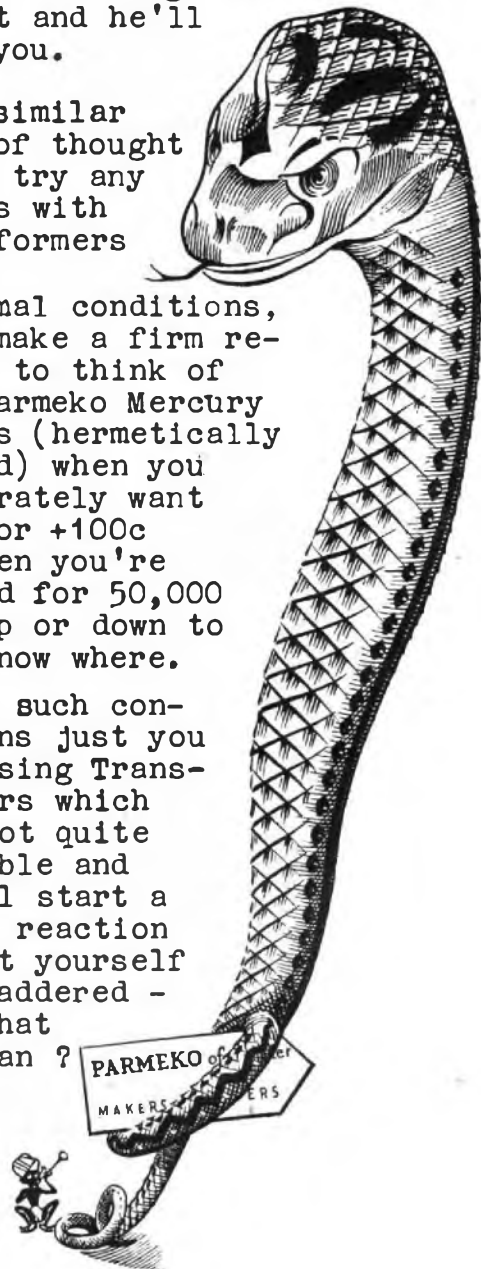 t and he'll
you.
similar
of thought
try any
s with
formers
mal conditions,
make a firm re-
to think of
armeko Mercury
s (hermetically
d) when you
rately want
or +100c
en you're
d for 50,000
p or down to
now where.
such con-
ns just you
sing Trans-
rs which
ot quite
ble and
l start a
reaction
t yourself
addered -
hat
an ?
PARMEKO of ter
MAKERS ERS